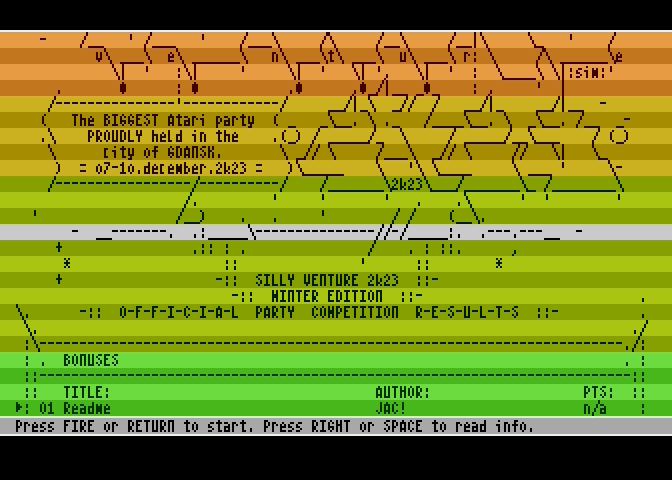 v e n t u r e
:sim:
The BIGGEST Atari party
PROUDLY held in the
city of GDANSK.
= o7-1o.december.2k23 =
2k23
-:: SILLY VENTURE 2k23 ::-
-:: WINTER EDITION ::-
-:: O-F-F-I-C-I-A-L PARTY COMPETITION R-E-S-U-L-T-S ::-
BONUSES
TITLE: AUTHOR: PTS:
01 Readme JAC! n/a
Press FIRE or RETURN to start. Press RIGHT or SPACE to read info.